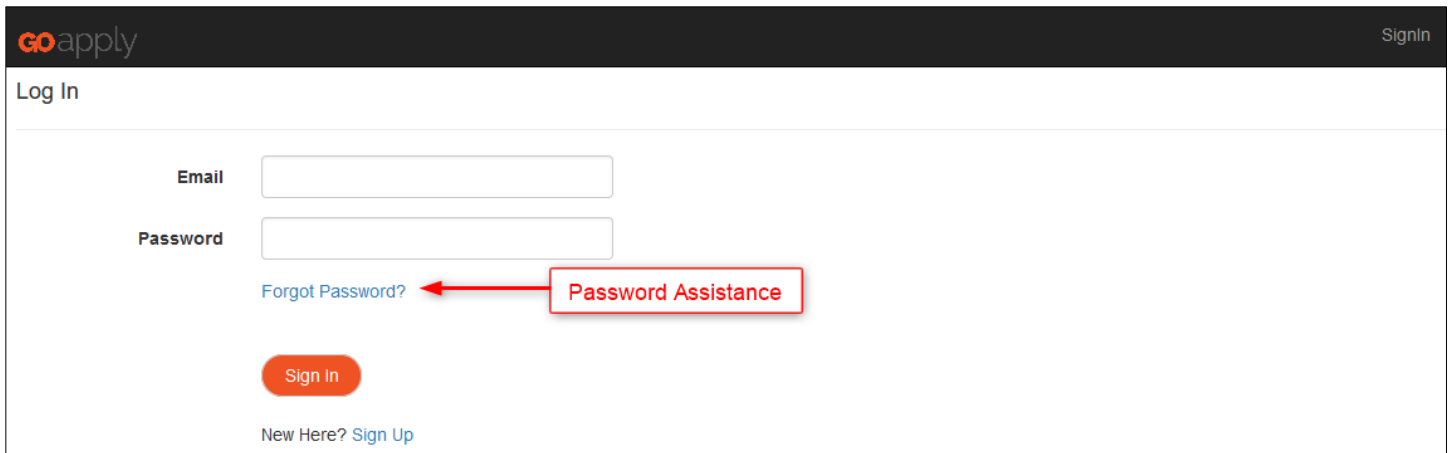 GOapply
SignIn
Log In
Email
Password
Forgot Password?
Password Assistance
Sign In
New Here? Sign Up